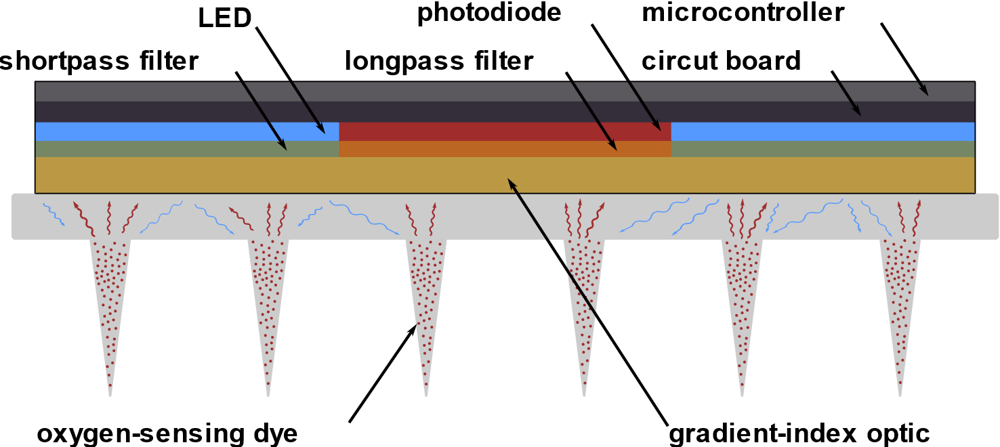 LED
photodiode
microcontroller
shortpass filter
longpass filter
circut board
oxygen-sensing dye
gradient-index optic